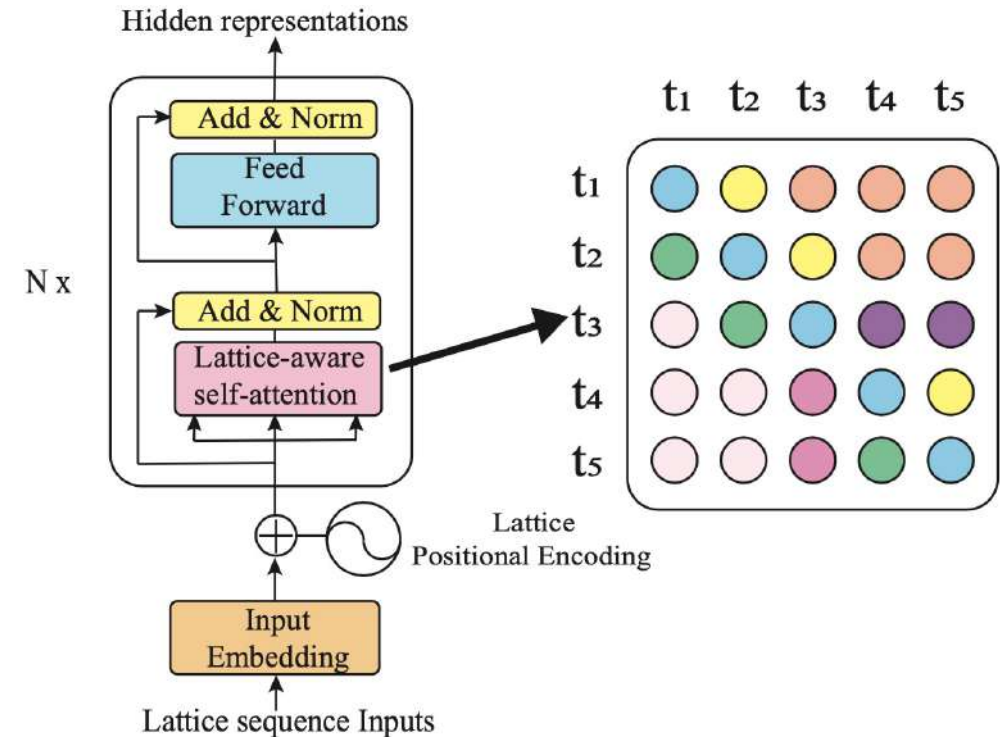 Hidden representations
Add & Norm
Feed
Forward
N x
Add & Norm
Lattice-aware
self-attention
Lattice
Positional Encoding
Input
Embedding
Lattice sequence Inputs
t₁ t₂ t₃ t₄ t₅
t₁
t₂
t₃
t₄
t₅